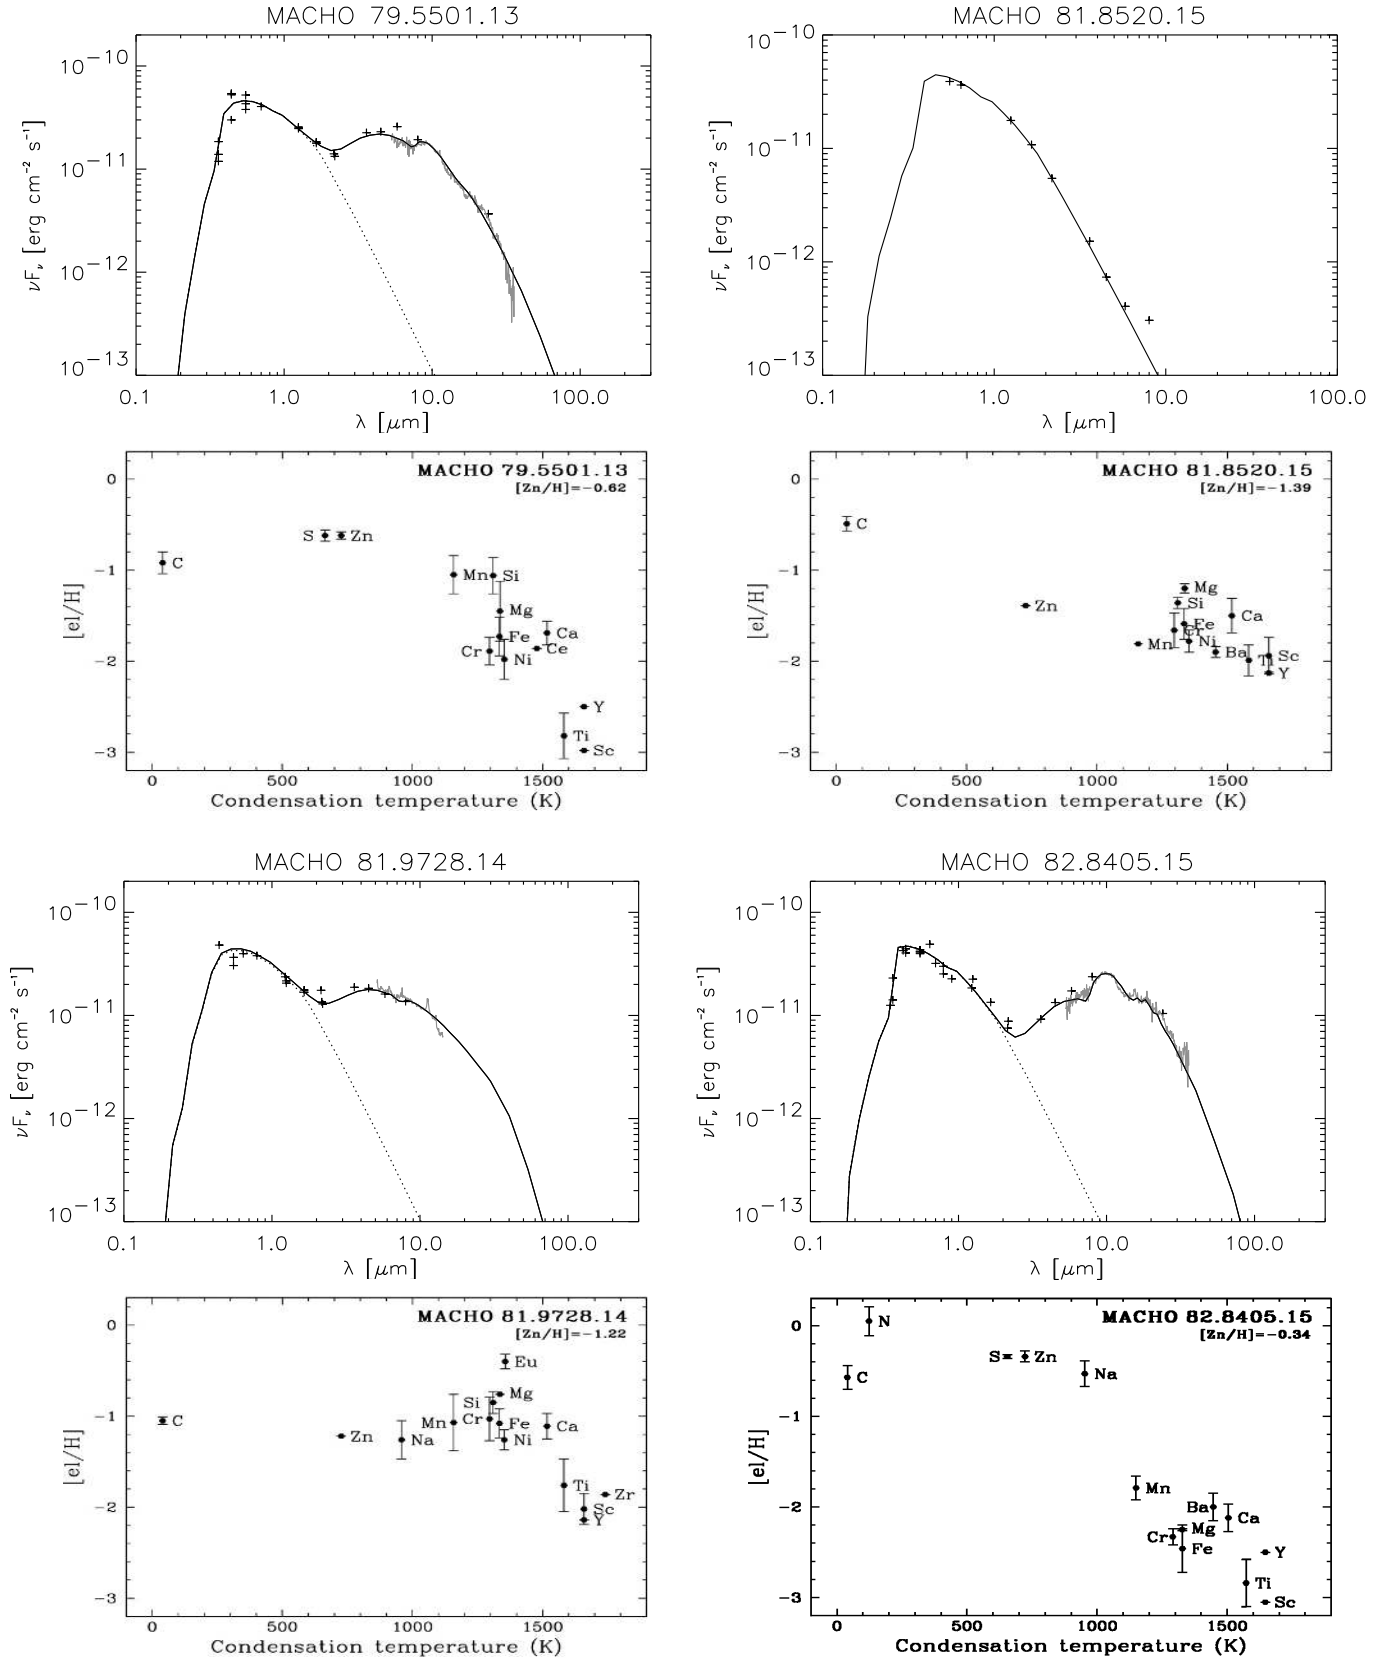 MACHO 79.5501.13
10⁻¹⁰
10⁻¹¹
10⁻¹²
10⁻¹³
νFᵥ [erg cm⁻² s⁻¹]
0.1 1.0 10.0 100.0
λ [μm]
MACHO 81.8520.15
10⁻¹⁰
10⁻¹¹
10⁻¹²
10⁻¹³
νFᵥ [erg cm⁻² s⁻¹]
0.1 1.0 10.0 100.0
λ [μm]
MACHO 79.5501.13
[Zn/H]=−0.62
0
−1
−2
−3
[el/H]
C
S
Zn
Mn
Si
Mg
Fe
Cr
Ni
Ca
Ce
Y
Ti
Sc
0 500 1000 1500
Condensation temperature (K)
MACHO 81.8520.15
[Zn/H]=−1.39
0
−1
−2
−3
[el/H]
C
Zn
Mg
Si
Fe
Cr
Mn
Ni
Ca
Ba
Ti
Sc
Y
0 500 1000 1500
Condensation temperature (K)
MACHO 81.9728.14
10⁻¹⁰
10⁻¹¹
10⁻¹²
10⁻¹³
νFᵥ [erg cm⁻² s⁻¹]
0.1 1.0 10.0 100.0
λ [μm]
MACHO 82.8405.15
10⁻¹⁰
10⁻¹¹
10⁻¹²
10⁻¹³
νFᵥ [erg cm⁻² s⁻¹]
0.1 1.0 10.0 100.0
λ [μm]
MACHO 81.9728.14
[Zn/H]=−1.22
0
−1
−2
−3
[el/H]
Eu
Mg
Si
C
Mn
Cr
Fe
Ca
Zn
Na
Ni
Ti
Zr
Sc
Y
0 500 1000 1500
Condensation temperature (K)
MACHO 82.8405.15
[Zn/H]=−0.34
0
−1
−2
−3
[el/H]
N
C
S
Zn
Na
Mn
Ba
Ca
Mg
Cr
Fe
Y
Ti
Sc
0 500 1000 1500
Condensation temperature (K)